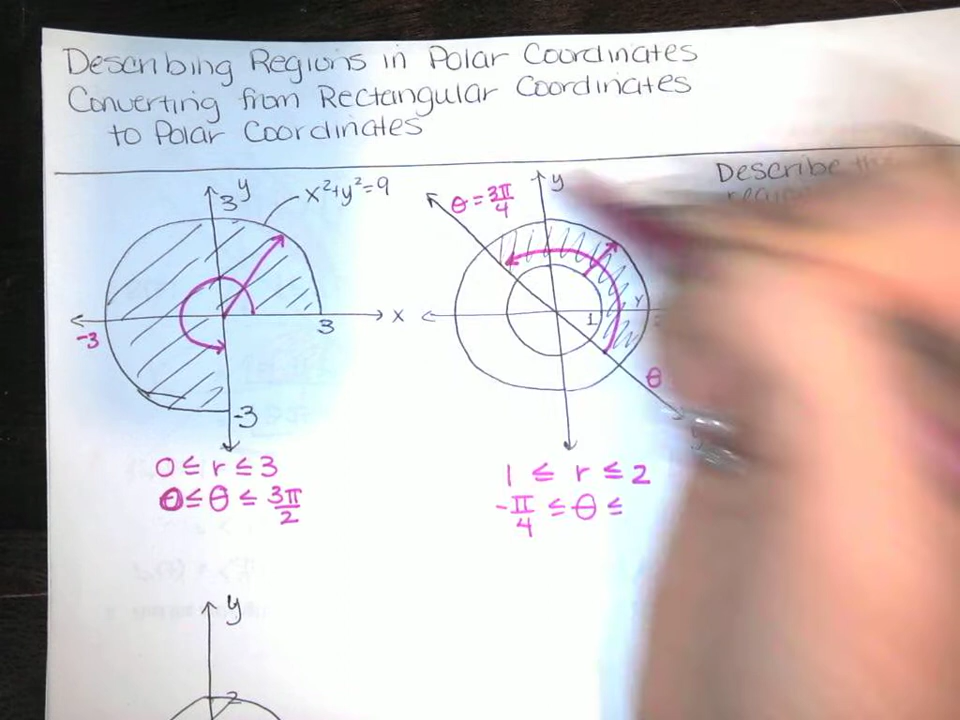 Describing Regions in Polar Coordinates
Converting from Rectangular Coordinates
to Polar Coordinates
Describe the
3 y
x²+y²=9
x
3
-3
-3
0 ≤ r ≤ 3
0 ≤ θ ≤ 3π/2
θ = 3π/4
y
1
θ
1 ≤ r ≤ 2
-π/4 ≤ θ ≤
y
2